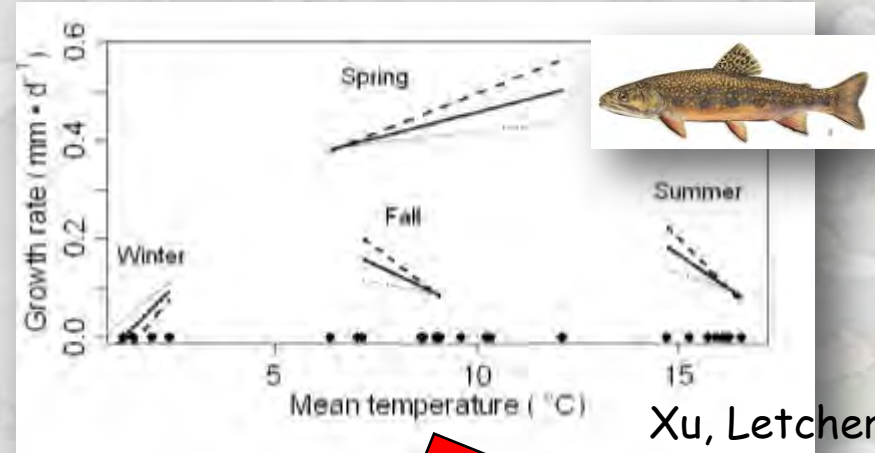 Growth rate ( mm • d⁻¹)
0.6
0.4
0.2
0.0
Spring
Fall
Summer
Winter
5
10
15
Mean temperature ( °C)
Xu, Letcher